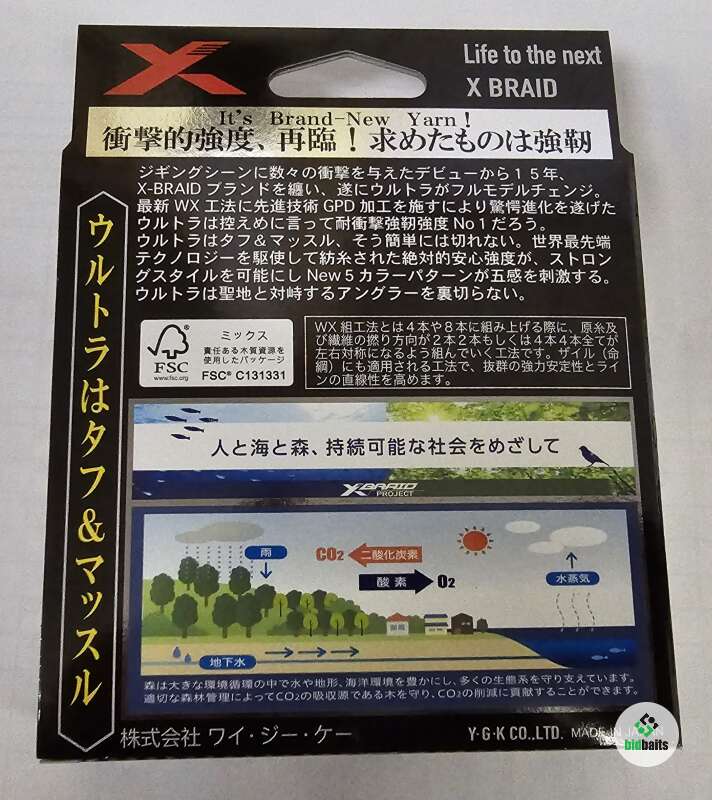 Life to the next
X BRAID
It's Brand-New Yarn!
衝撃的強度、再臨！求めたものは強靭
ジギングシーンに数々の衝撃を与えたデビューから１５年、
X-BRAID ブランドを纏い、遂にウルトラがフルモデルチェンジ。
最新 WX 工法に先進技術 GPD 加工を施すにより驚愕進化を遂げた
ウルトラは控えめに言って耐衝撃強靭強度 No１だろう。
ウルトラはタフ＆マッスル、そう簡単には切れない。世界最先端
テクノロジーを駆使して紡糸された絶対的安心強度が、ストロン
グスタイルを可能にし New５カラーパターンが五感を刺激する。
ウルトラは聖地と対峙するアングラーを裏切らない。
ウルトラはタフ&マッスル
FSC
www.fsc.org
ミックス
責任ある木質資源を
使用したパッケージ
FSC® C131331
WX 組工法とは４本や８本に組み上げる際に、原糸及
び繊維の撚り方向が２本２本もしくは４本４本全てが
左右対称になるよう組んでいく工法です。ザイル（命
綱）にも適用される工法で、抜群の強力安定性とライ
ンの直線性を高めます。
人と海と森、持続可能な社会をめざして
X BRAID
PROJECT
雨
CO2 二酸化炭素
酸素 O2
水蒸気
地下水
森は大きな環境循環の中で水や地形、海洋環境を豊かにし、多くの生態系を守り支えています。
適切な森林管理によってCO2の吸収源である木を守り、CO2の削減に貢献することができます。
株式会社 ワイ・ジー・ケー
Y·G·K CO.,LTD. MADE IN JAPAN
bidbaits